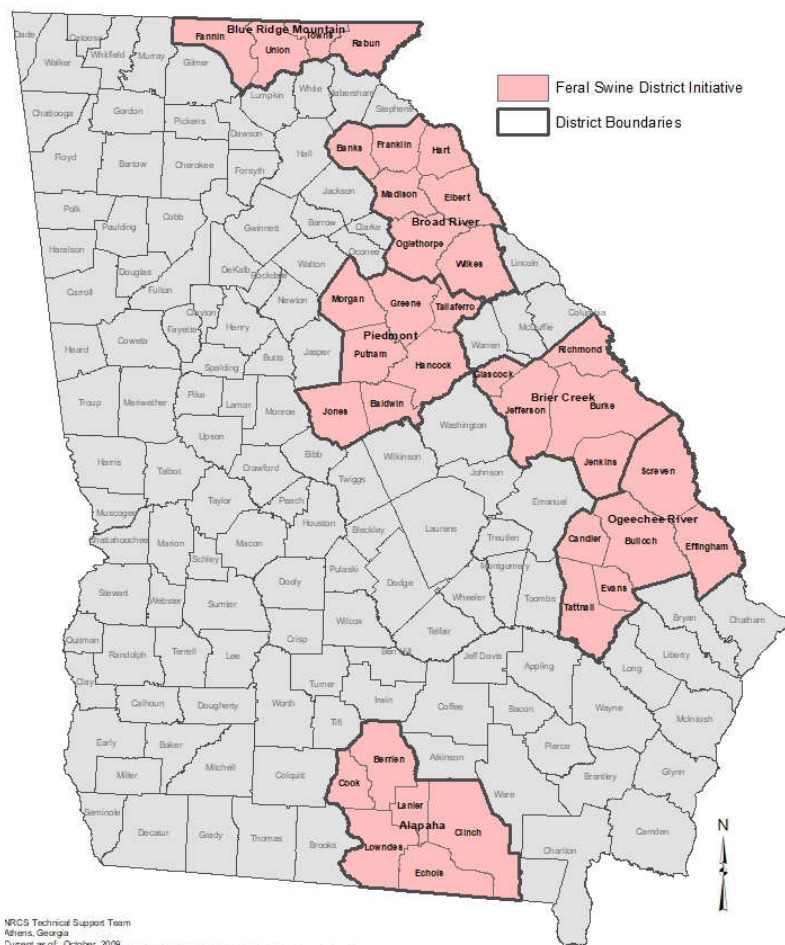 Blue Ridge Mountain
Fannin
Union
Towns
Rabun
Dade
Catoosa
Whitfield
Murray
Gilmer
Walker
Lumpkin
White
Habersham
Stephens
Feral Swine District Initiative
District Boundaries
Chattooga
Gordon
Pickens
Dawson
Banks
Franklin
Hart
Floyd
Bartow
Cherokee
Forsyth
Hall
Madison
Elbert
Jackson
Broad River
Polk
Paulding
Cobb
Gwinnett
Barrow
Clarke
Oglethorpe
Oconee
Wilkes
Lincoln
Haralson
Douglas
DeKalb
Rockdale
Walton
Carroll
Fulton
Newton
Morgan
Greene
Taliaferro
Columbia
McDuffie
Warren
Clayton
Fayette
Henry
Piedmont
Heard
Coweta
Spalding
Butts
Jasper
Putnam
Hancock
Richmond
Glascock
Brier Creek
Jefferson
Burke
Troup
Meriwether
Pike
Lamar
Monroe
Jones
Baldwin
Washington
Upson
Bibb
Wilkinson
Jenkins
Screven
Harris
Talbot
Crawford
Twiggs
Johnson
Emanuel
Muscogee
Taylor
Peach
Houston
Bleckley
Laurens
Treutlen
Ogeechee River
Candler
Bulloch
Effingham
Chattahoochee
Marion
Schley
Macon
Pulaski
Dodge
Montgomery
Wheeler
Toombs
Evans
Tattnall
Stewart
Webster
Sumter
Dooly
Wilcox
Telfair
Bryan
Chatham
Quitman
Randolph
Terrell
Lee
Crisp
Ben Hill
Jeff Davis
Appling
Long
Liberty
Clay
Calhoun
Dougherty
Worth
Turner
Tift
Irwin
Coffee
Bacon
Wayne
McIntosh
Early
Baker
Mitchell
Colquitt
Berrien
Cook
Atkinson
Pierce
Brantley
Glynn
Miller
Lanier
Ware
Alapaha
Clinch
Seminole
Decatur
Grady
Thomas
Brooks
Lowndes
Echols
Charlton
Camden
N
NRCS Technical Support Team
Athens, Georgia
Current as of: October, 2009